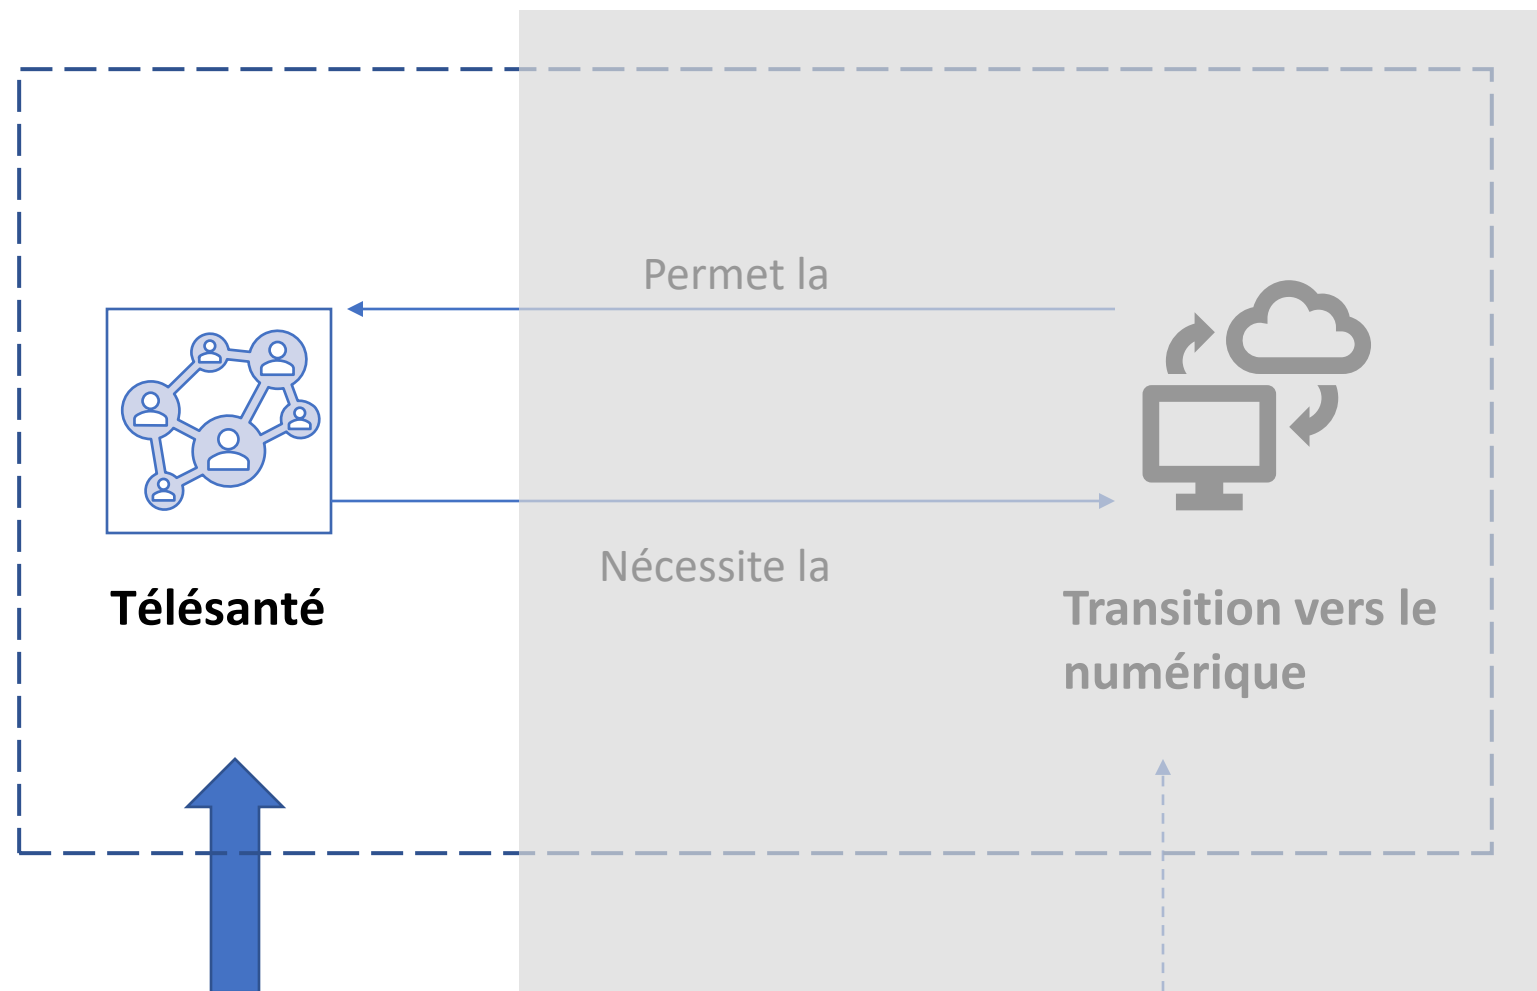 Permet la
Nécessite la
Télésanté
Transition vers le
numérique